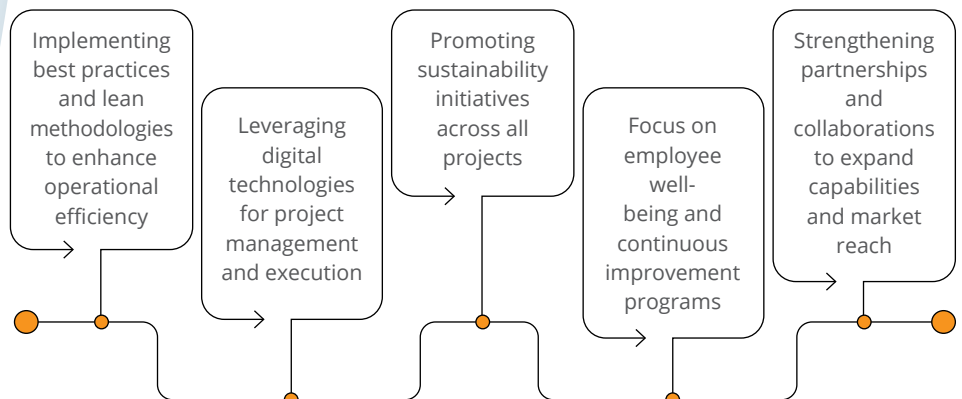 Implementing
best practices
and lean
methodologies
to enhance
operational
efficiency
Leveraging
digital
technologies
for project
management
and execution
Promoting
sustainability
initiatives
across all
projects
Focus on
employee
well-
being and
continuous
improvement
programs
Strengthening
partnerships
and
collaborations
to expand
capabilities
and market
reach